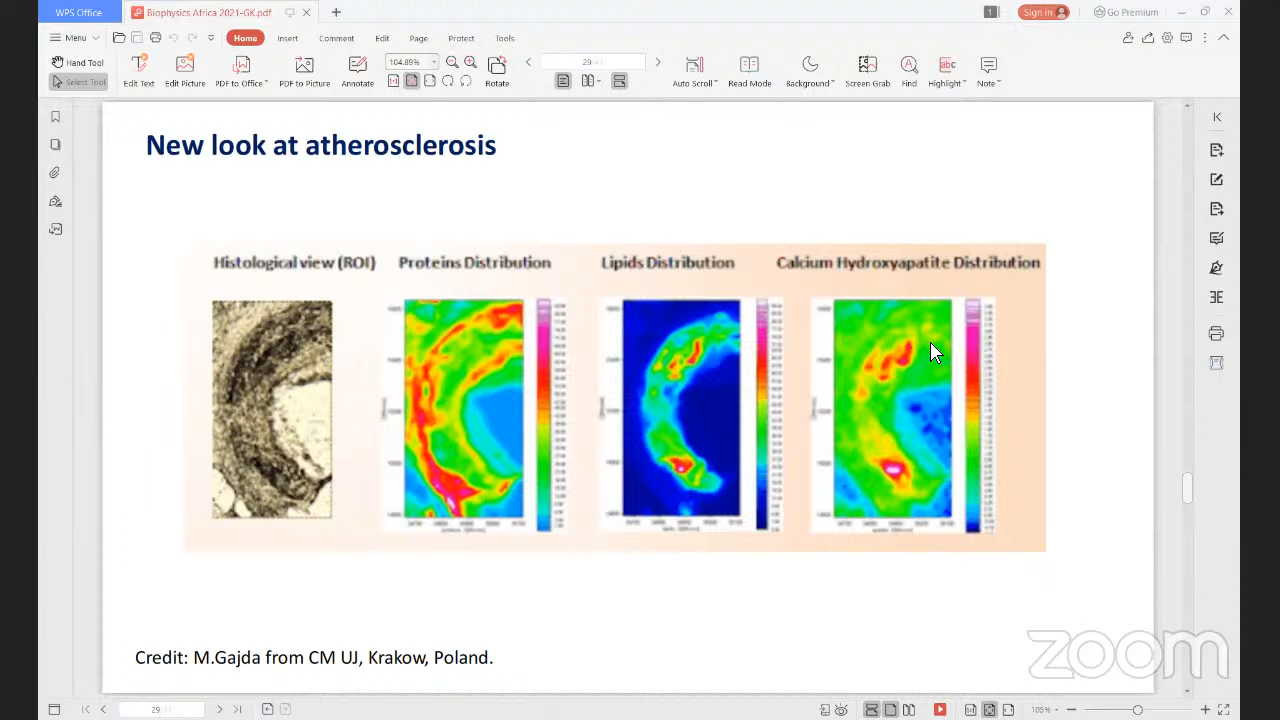 WPS Office
Biophysics Africa 2021-GK.pdf
1
Sign in
Go Premium
Menu
Home
Insert
Comment
Edit
Page
Protect
Tools
Hand Tool
Select Tool
Edit Text
Edit Picture
PDF to Office
PDF to Picture
Annotate
104.89%
Rotate
29
Auto Scroll
Read Mode
Background
Screen Grab
Find
Highlight
Note
New look at atherosclerosis
Histological view (ROI)
Proteins Distribution
Lipids Distribution
Calcium Hydroxyapatite Distribution
Credit: M.Gajda from CM UJ, Krakow, Poland.
zoom
29
105%